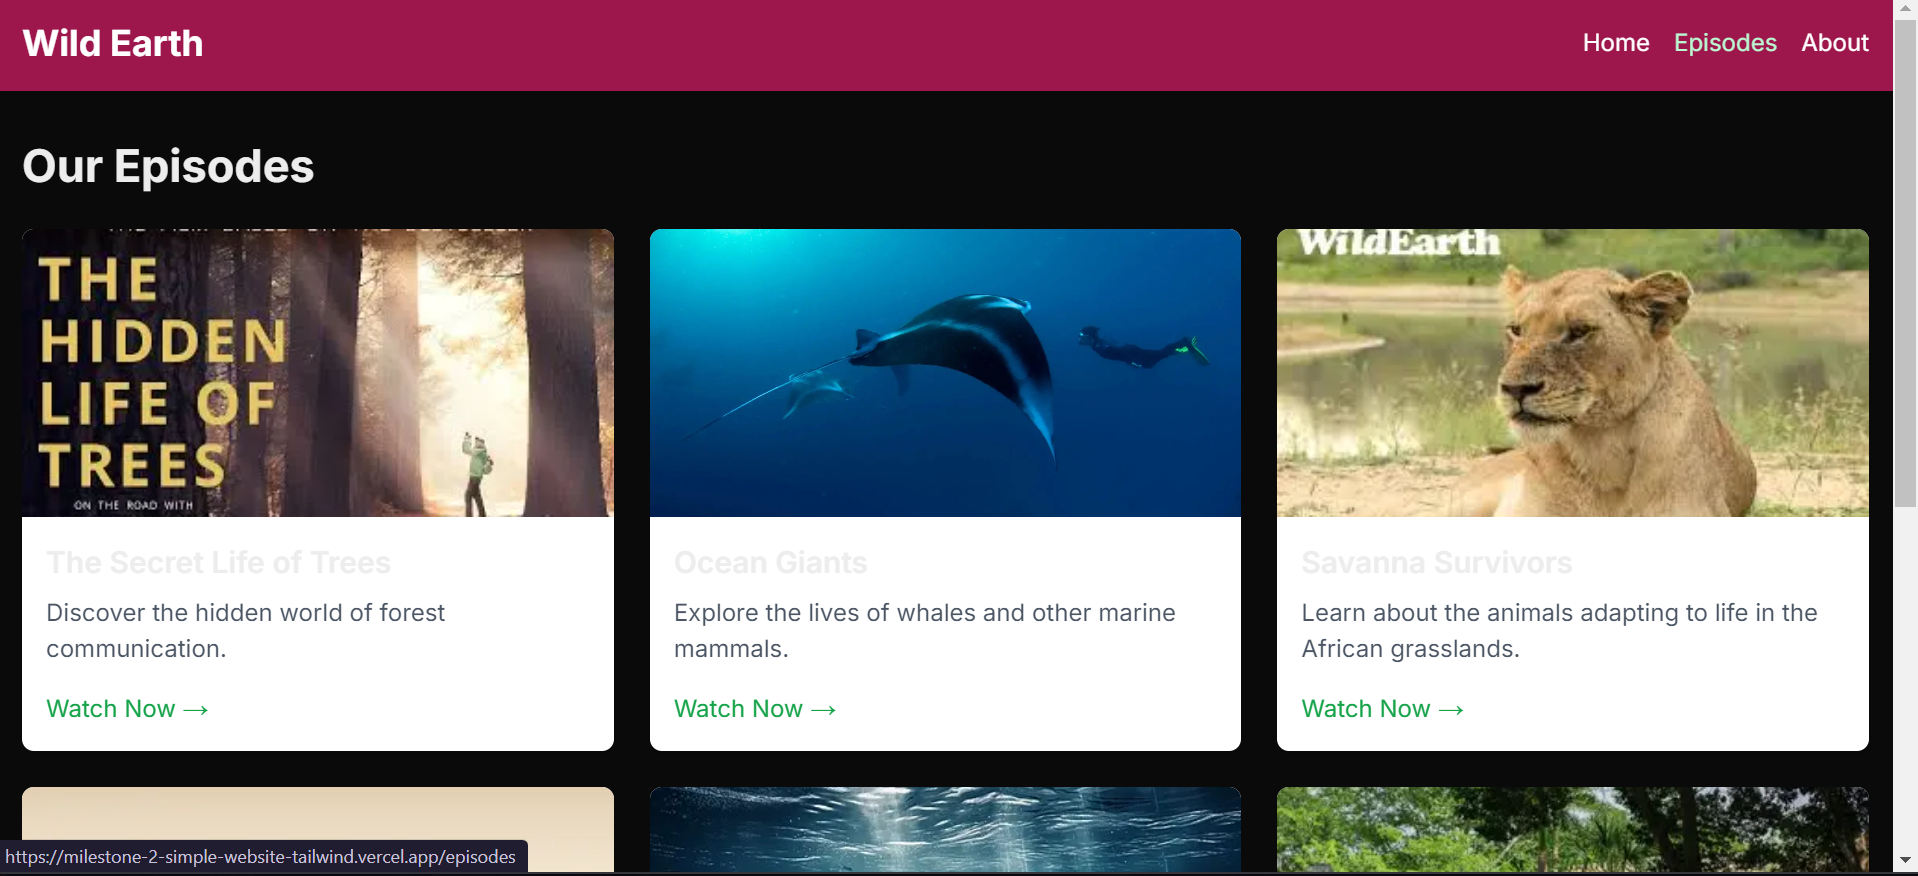 Wild Earth
Home Episodes About
Our Episodes
THE
HIDDEN
LIFE OF
TREES
ON THE ROAD WITH
WildEarth
The Secret Life of Trees
Discover the hidden world of forest
communication.
Watch Now →
Ocean Giants
Explore the lives of whales and other marine
mammals.
Watch Now →
Savanna Survivors
Learn about the animals adapting to life in the
African grasslands.
Watch Now →
https://milestone-2-simple-website-tailwind.vercel.app/episodes